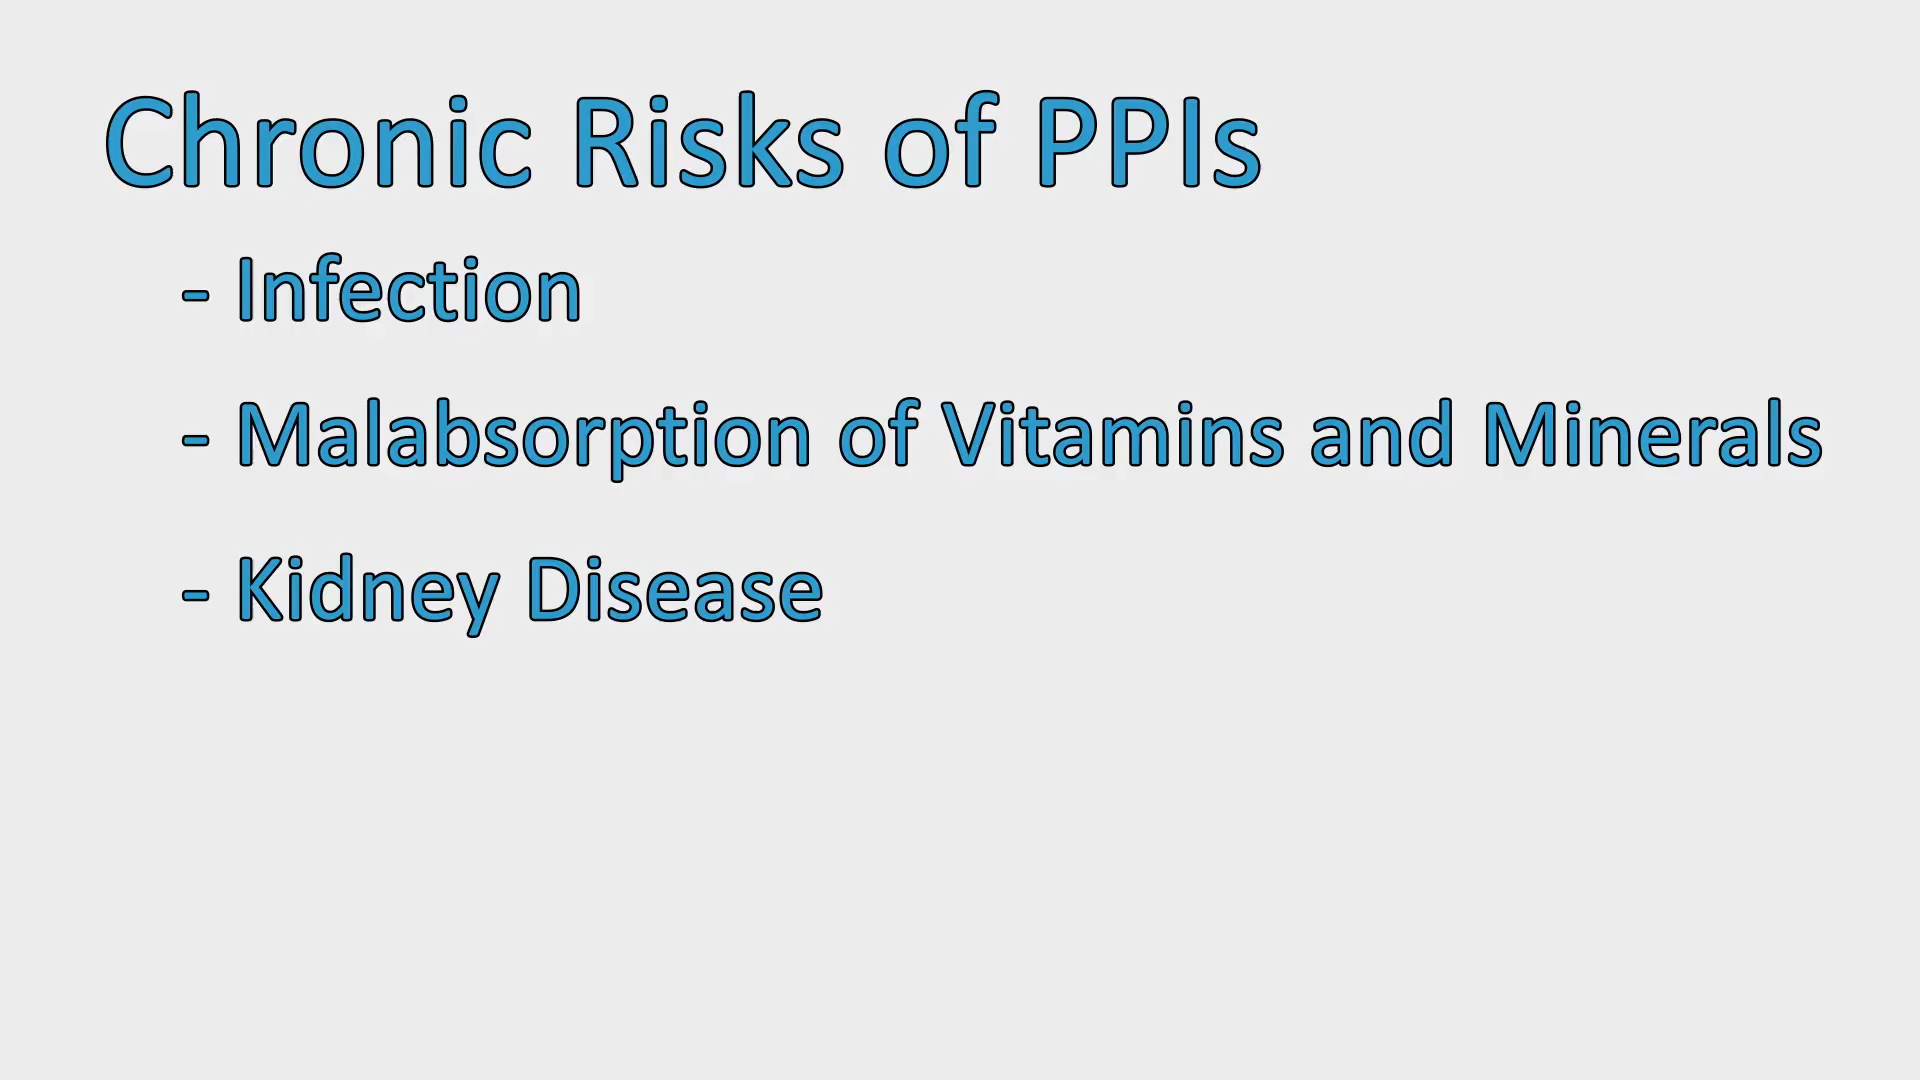 Chronic Risks of PPIs
- Infection
- Malabsorption of Vitamins and Minerals
- Kidney Disease